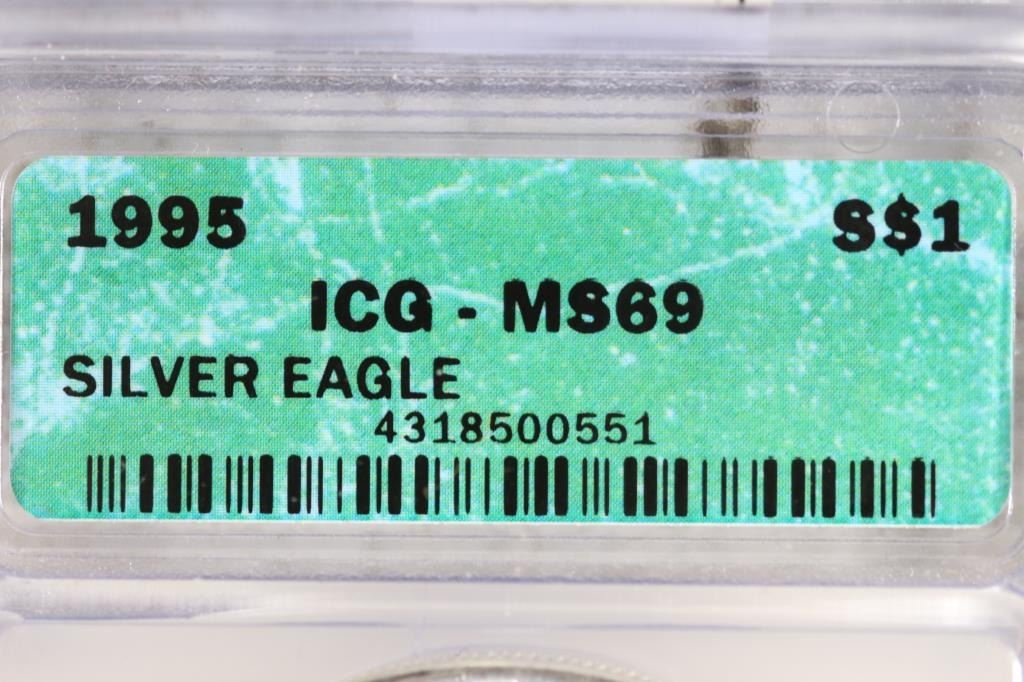 1995 S$1
ICG - MS69
SILVER EAGLE
4318500551